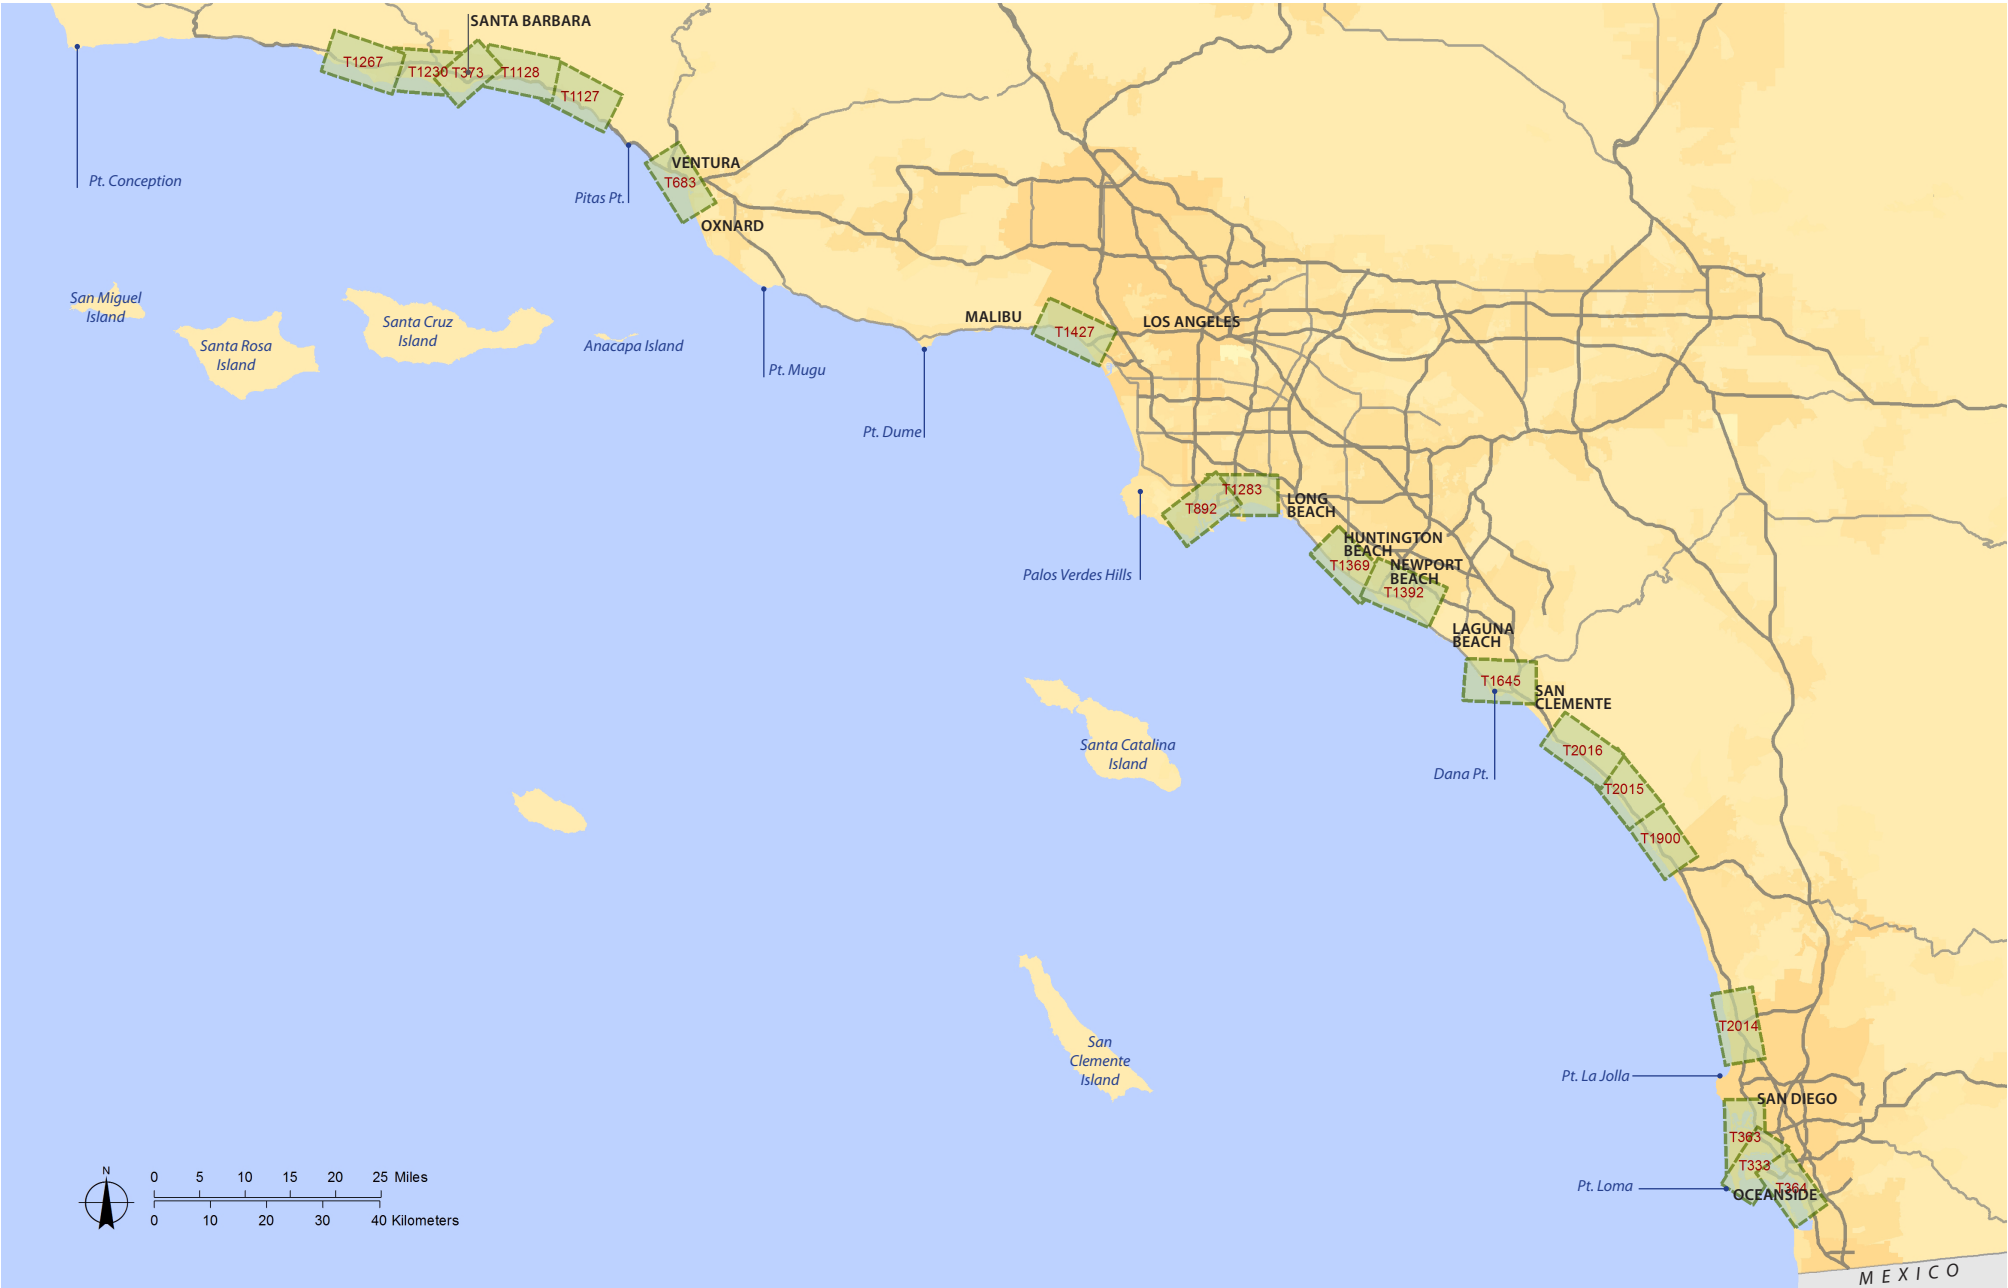 SANTA BARBARA
T1267
T1230
T373
T1128
T1127
Pt. Conception
Pitas Pt.
VENTURA
T683
OXNARD
San Miguel
Island
Santa Rosa
Island
Santa Cruz
Island
Anacapa Island
Pt. Mugu
MALIBU
T1427
LOS ANGELES
Pt. Dume
T1283
T892
LONG
BEACH
Palos Verdes Hills
HUNTINGTON
BEACH
T1369
NEWPORT
BEACH
T1392
LAGUNA
BEACH
T1645
SAN
CLEMENTE
Dana Pt.
Santa Catalina
Island
T2016
T2015
T1900
San
Clemente
Island
T2014
Pt. La Jolla
SAN DIEGO
T363
T333
T364
Pt. Loma
OCEANSIDE
N
0 5 10 15 20 25 Miles
0 10 20 30 40 Kilometers
MEXICO